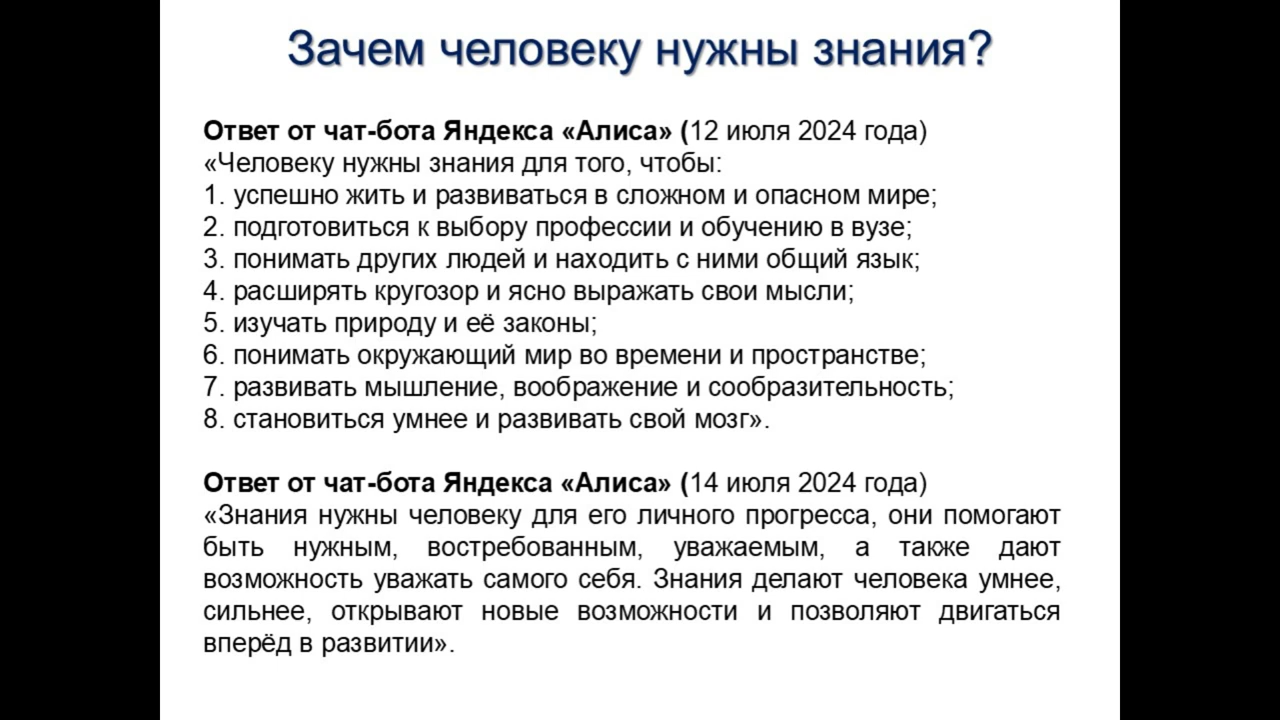 Зачем человеку нужны знания?
Ответ от чат-бота Яндекса «Алиса» (12 июля 2024 года)
«Человеку нужны знания для того, чтобы:
1. успешно жить и развиваться в сложном и опасном мире;
2. подготовиться к выбору профессии и обучению в вузе;
3. понимать других людей и находить с ними общий язык;
4. расширять кругозор и ясно выражать свои мысли;
5. изучать природу и её законы;
6. понимать окружающий мир во времени и пространстве;
7. развивать мышление, воображение и сообразительность;
8. становиться умнее и развивать свой мозг».
Ответ от чат-бота Яндекса «Алиса» (14 июля 2024 года)
«Знания нужны человеку для его личного прогресса, они помогают
быть нужным, востребованным, уважаемым, а также дают
возможность уважать самого себя. Знания делают человека умнее,
сильнее, открывают новые возможности и позволяют двигаться
вперёд в развитии».